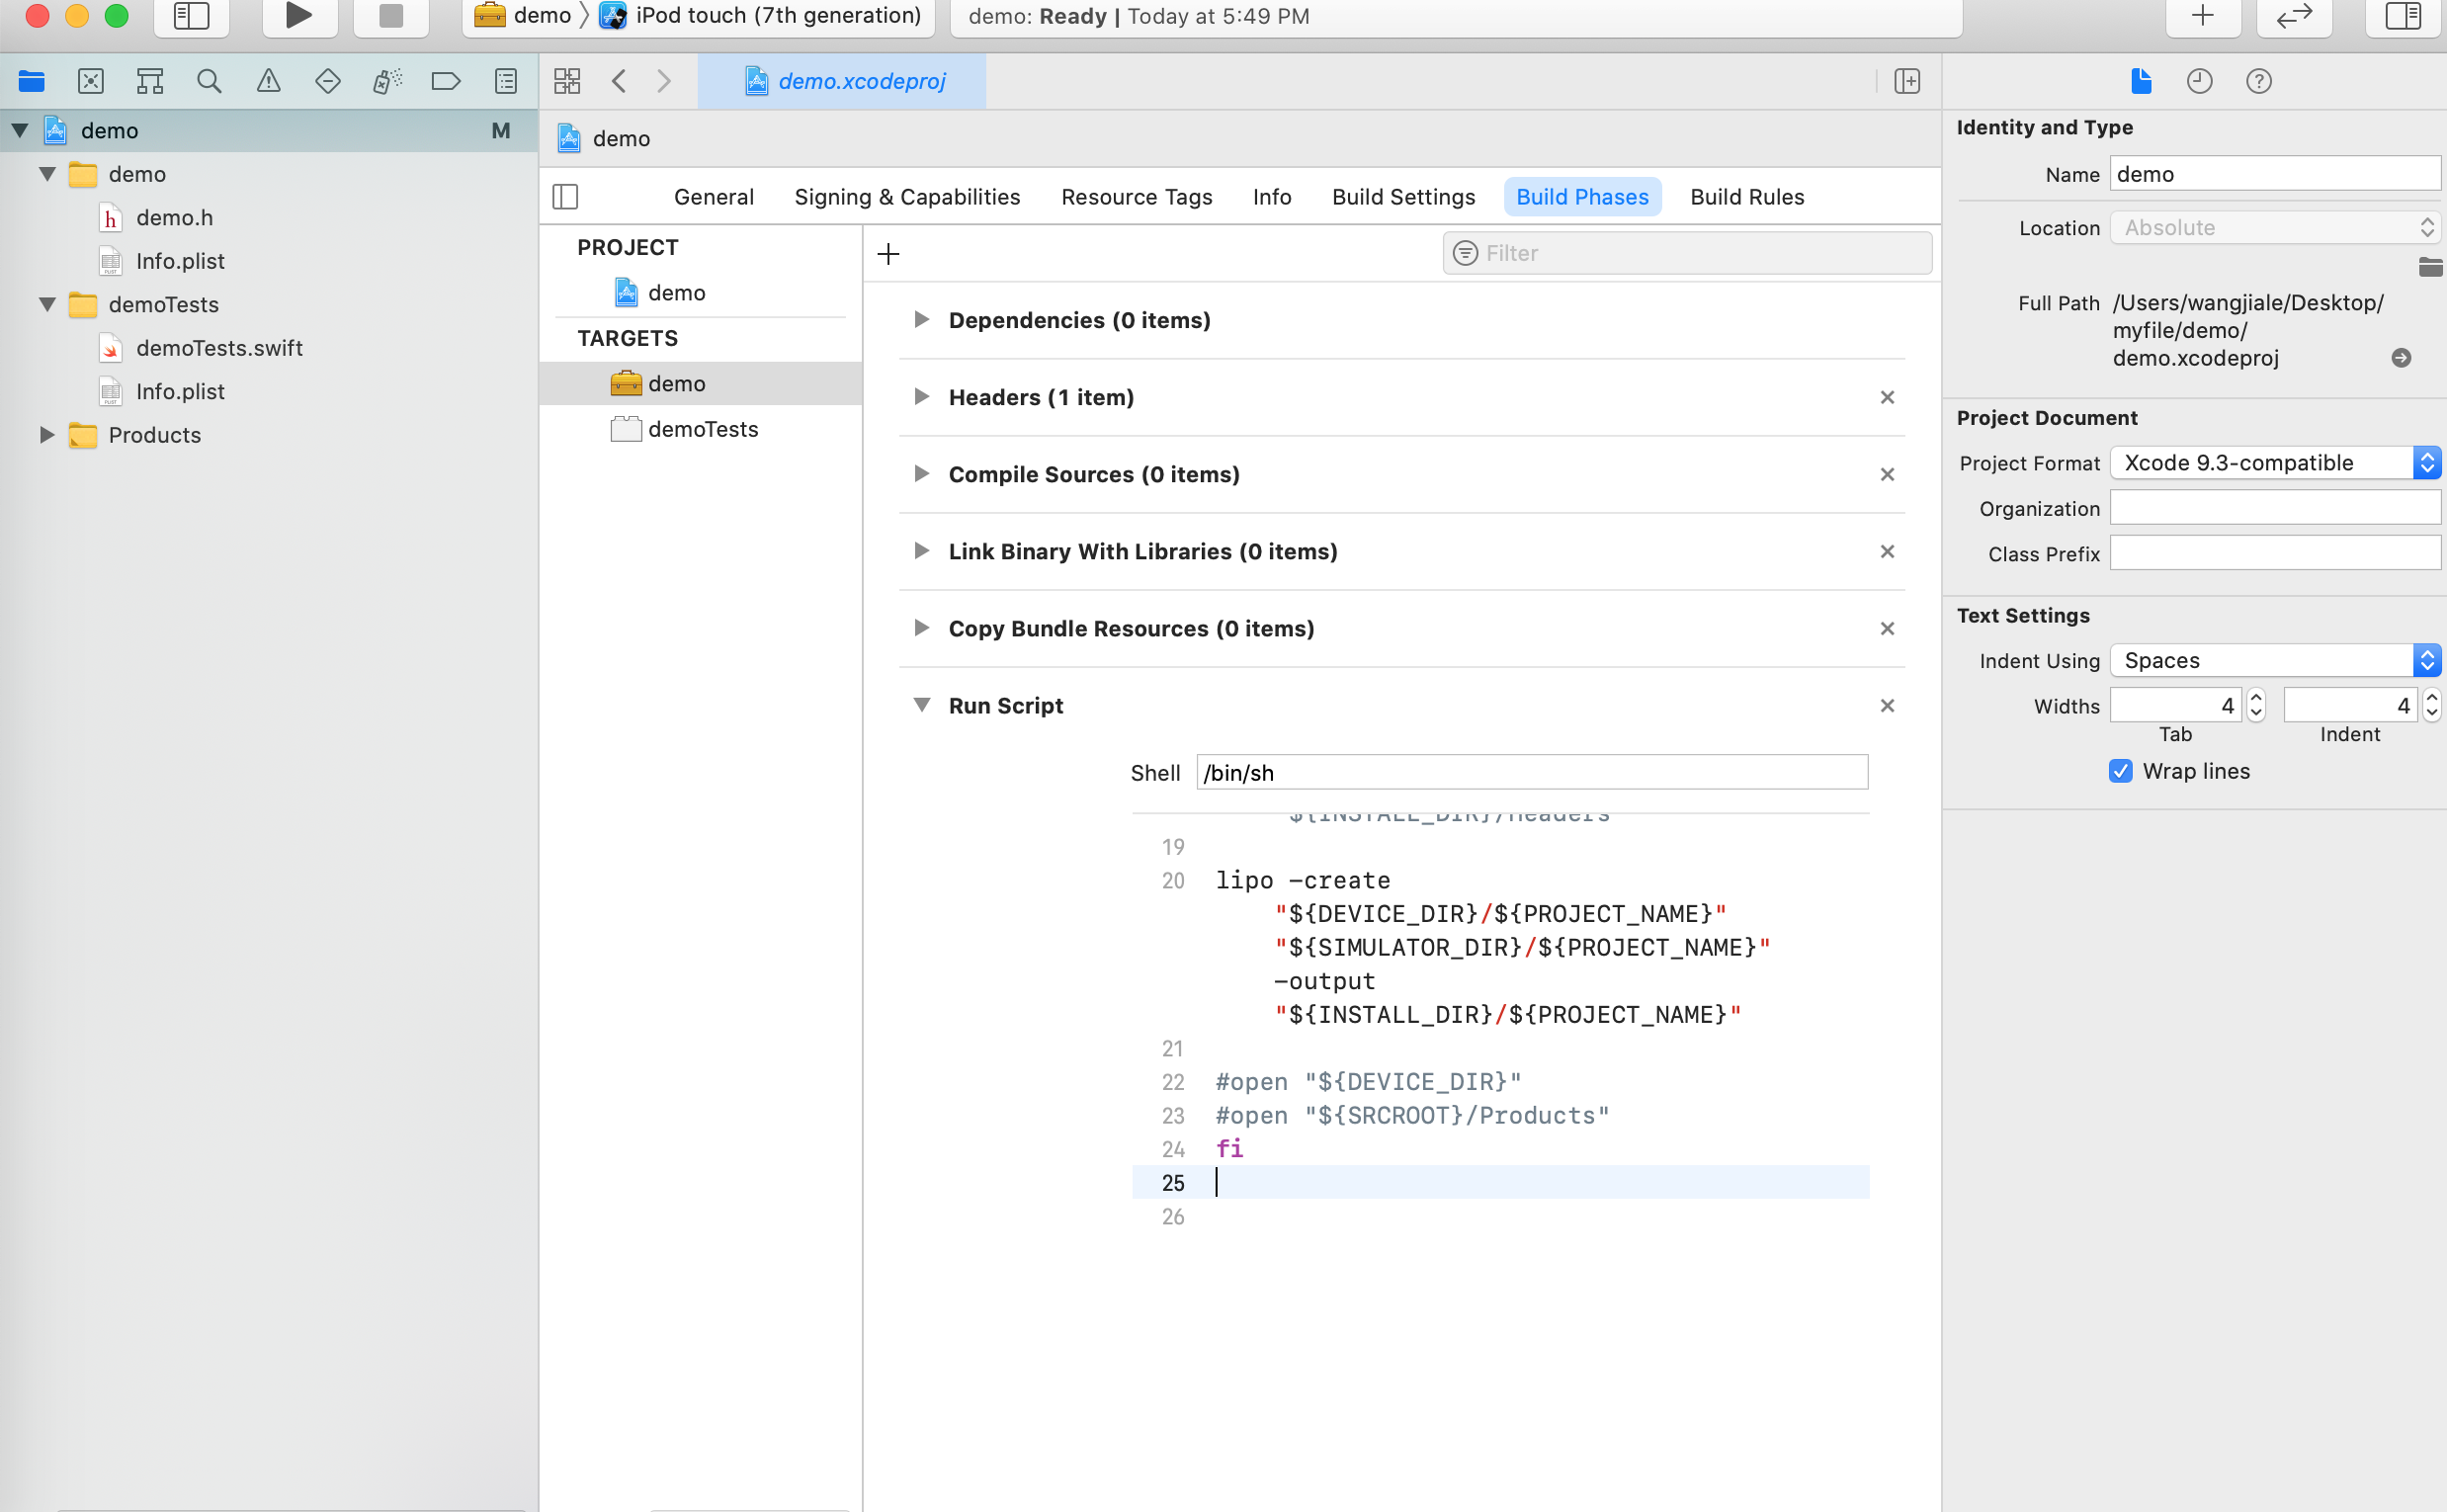 demo
iPod touch (7th generation)
demo: Ready | Today at 5:49 PM
demo.xcodeproj
demo
M
demo
demo.h
Info.plist
demoTests
demoTests.swift
Info.plist
Products
demo
General
Signing & Capabilities
Resource Tags
Info
Build Settings
Build Phases
Build Rules
PROJECT
demo
TARGETS
demo
demoTests
Filter
Dependencies (0 items)
Headers (1 item)
Compile Sources (0 items)
Link Binary With Libraries (0 items)
Copy Bundle Resources (0 items)
Run Script
Shell /bin/sh
${INSTALL_DIR}/Headers
19
20 lipo -create
"${DEVICE_DIR}/${PROJECT_NAME}"
"${SIMULATOR_DIR}/${PROJECT_NAME}"
-output
"${INSTALL_DIR}/${PROJECT_NAME}"
21
22 #open "${DEVICE_DIR}"
23 #open "${SRCROOT}/Products"
24 fi
25
26
Identity and Type
Name demo
Location Absolute
Full Path /Users/wangjiale/Desktop/
myfile/demo/
demo.xcodeproj
Project Document
Project Format Xcode 9.3-compatible
Organization
Class Prefix
Text Settings
Indent Using Spaces
Widths 4 4
Tab Indent
Wrap lines